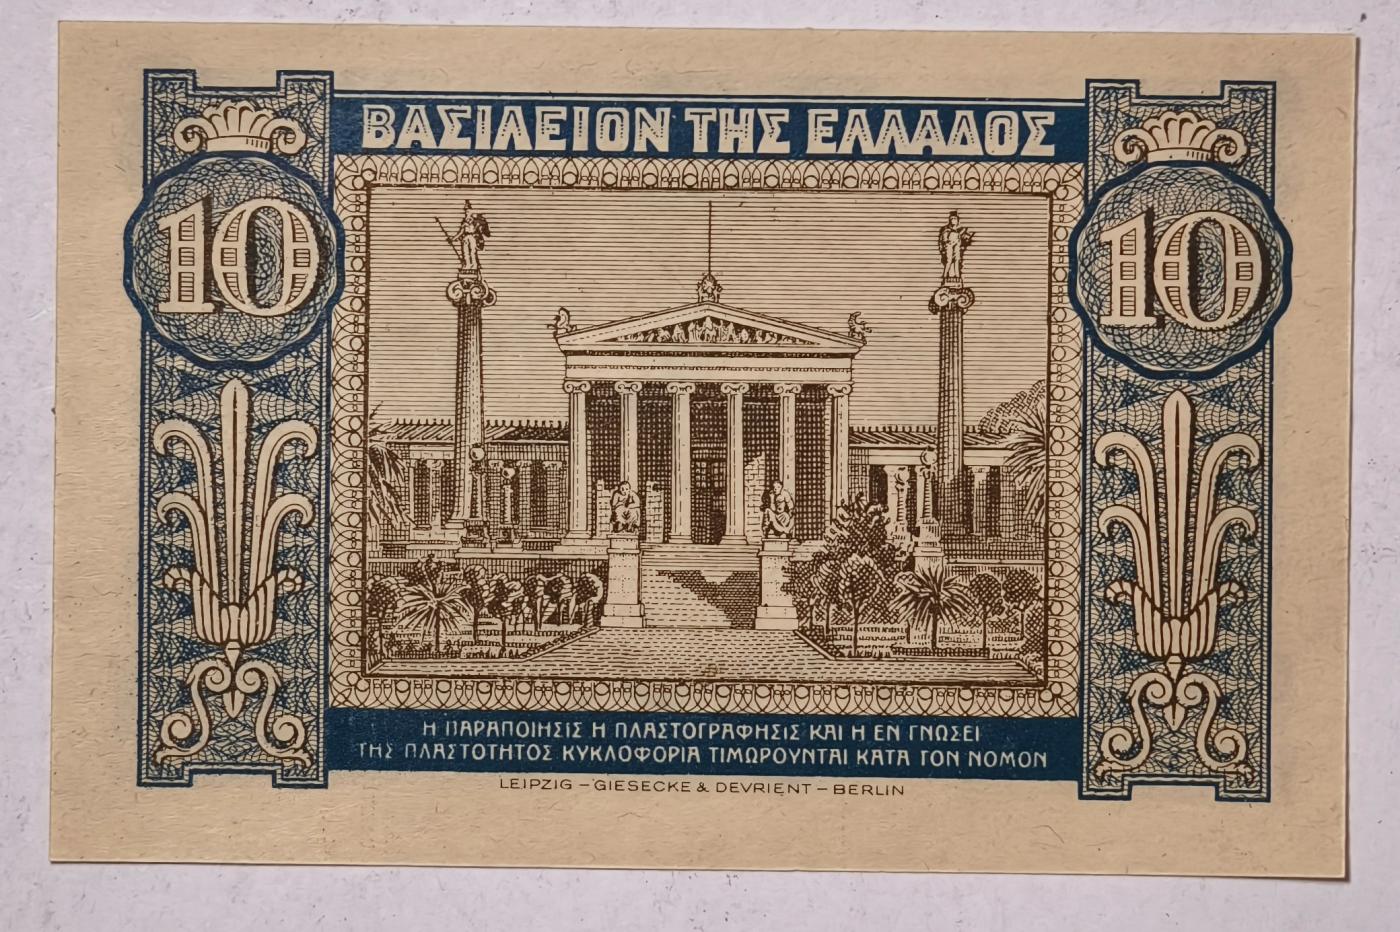 ΒΑΣΙΛΕΙΟΝ ΤΗΣ ΕΛΛΑΔΟΣ
10
10
Η ΠΑΡΑΠΟΙΗΣΙΣ Η ΠΛΑΣΤΟΓΡΑΦΗΣΙΣ ΚΑΙ Η ΕΝ ΓΝΩΣΕΙ
ΤΗΣ ΠΛΑΣΤΟΤΗΤΟΣ ΚΥΚΛΟΦΟΡΙΑ ΤΙΜΩΡΟΥΝΤΑΙ ΚΑΤΑ ΤΟΝ ΝΟΜΟΝ
LEIPZIG – GIESECKE & DEVRIENT – BERLIN